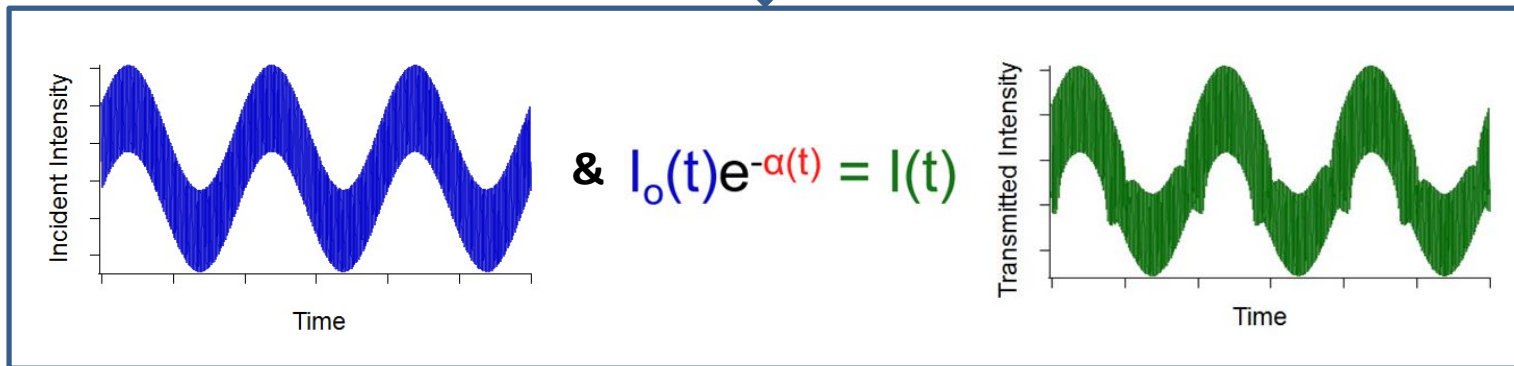 Incident Intensity
Time
& Iₒ(t)e^-α(t) = I(t)
Transmitted Intensity
Time